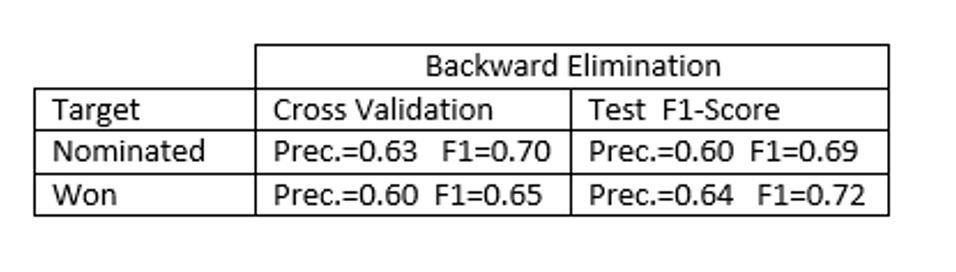 Backward Elimination
Target Cross Validation Test F1-Score
Nominated Prec.=0.63 F1=0.70 Prec.=0.60 F1=0.69
Won Prec.=0.60 F1=0.65 Prec.=0.64 F1=0.72